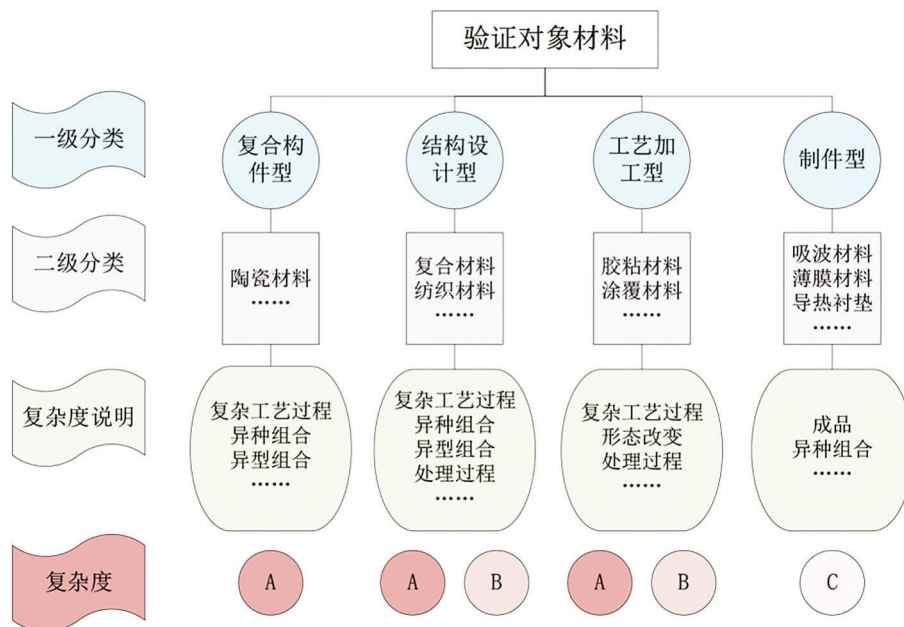 验证对象材料
一级分类
复合构
件型
结构设
计型
工艺加
工型
制件型
二级分类
陶瓷材料
……
复合材料
纺织材料
……
胶粘材料
涂覆材料
……
吸波材料
薄膜材料
导热衬垫
……
复杂度说明
复杂工艺过程
异种组合
异型组合
……
复杂工艺过程
异种组合
异型组合
处理过程
……
复杂工艺过程
形态改变
处理过程
……
成品
异种组合
……
复杂度
A
A
B
A
B
C